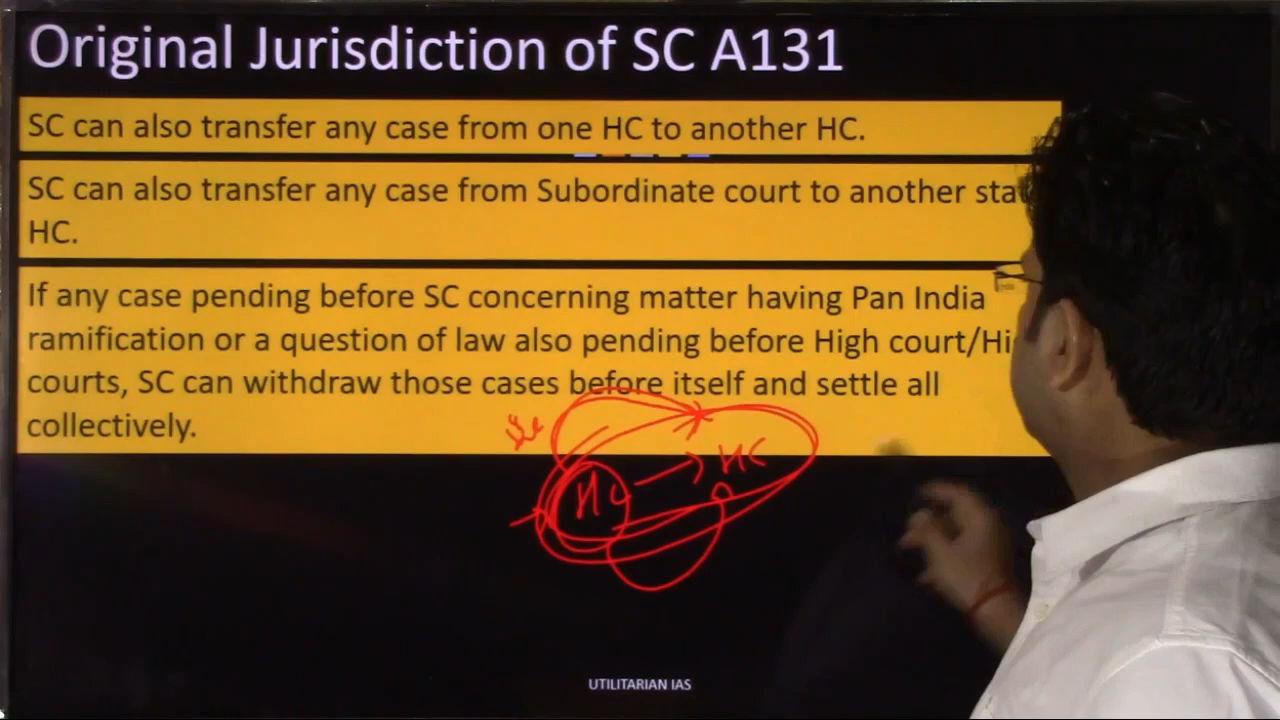 Original Jurisdiction of SC A131
SC can also transfer any case from one HC to another HC.
SC can also transfer any case from Subordinate court to another
HC.
If any case pending before SC concerning matter having Pan India
ramification or a question of law also pending before High court/
courts, SC can withdraw those cases before itself and settle all
collectively.
HC
HC
UTILITARIAN IAS